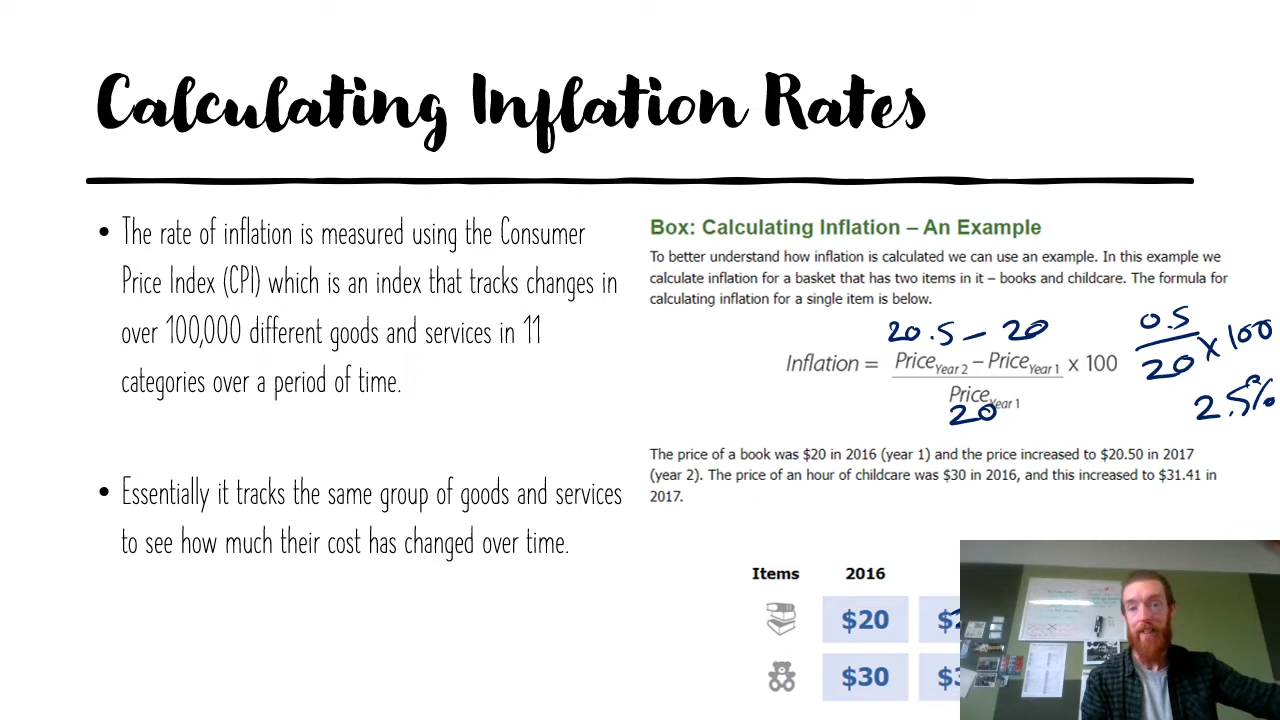 Calculating Inflation Rates
• The rate of inflation is measured using the Consumer
Price Index (CPI) which is an index that tracks changes in
over 100,000 different goods and services in 11
categories over a period of time.
• Essentially it tracks the same group of goods and services
to see how much their cost has changed over time.
Box: Calculating Inflation – An Example
To better understand how inflation is calculated we can use an example. In this example we
calculate inflation for a basket that has two items in it – books and childcare. The formula for
calculating inflation for a single item is below.
20.5 – 20
Inflation = Price Year 2 – Price Year 1 x 100
Price Year 1
20
0.5
20 x 100
2.5%
The price of a book was $20 in 2016 (year 1) and the price increased to $20.50 in 2017
(year 2). The price of an hour of childcare was $30 in 2016, and this increased to $31.41 in
2017.
Items 2016
$20
$30